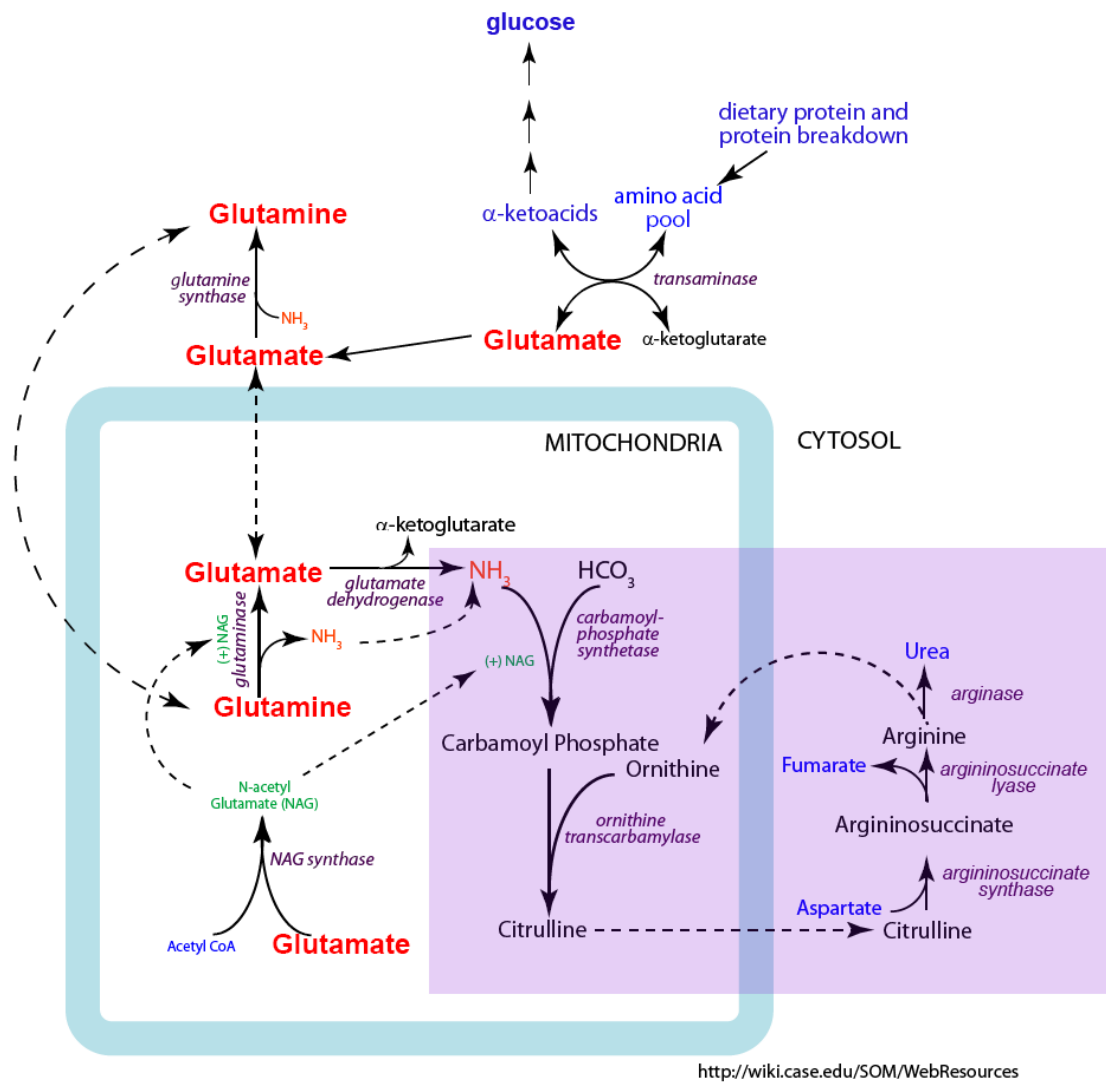 glucose
dietary protein and
protein breakdown
α-ketoacids
amino acid
pool
transaminase
Glutamine
glutamine
synthase
NH₃
Glutamate
Glutamate
α-ketoglutarate
MITOCHONDRIA
CYTOSOL
α-ketoglutarate
Glutamate
glutamate
dehydrogenase
NH₃
HCO₃
(+) NAG
glutaminase
NH₃
carbamoyl-
phosphate
synthetase
(+) NAG
Glutamine
Carbamoyl Phosphate
Ornithine
ornithine
transcarbamylase
Urea
arginase
Arginine
Fumarate
argininosuccinate
lyase
Argininosuccinate
argininosuccinate
synthase
Aspartate
Citrulline
Citrulline
N-acetyl
Glutamate (NAG)
NAG synthase
Acetyl CoA
Glutamate
http://wiki.case.edu/SOM/WebResources